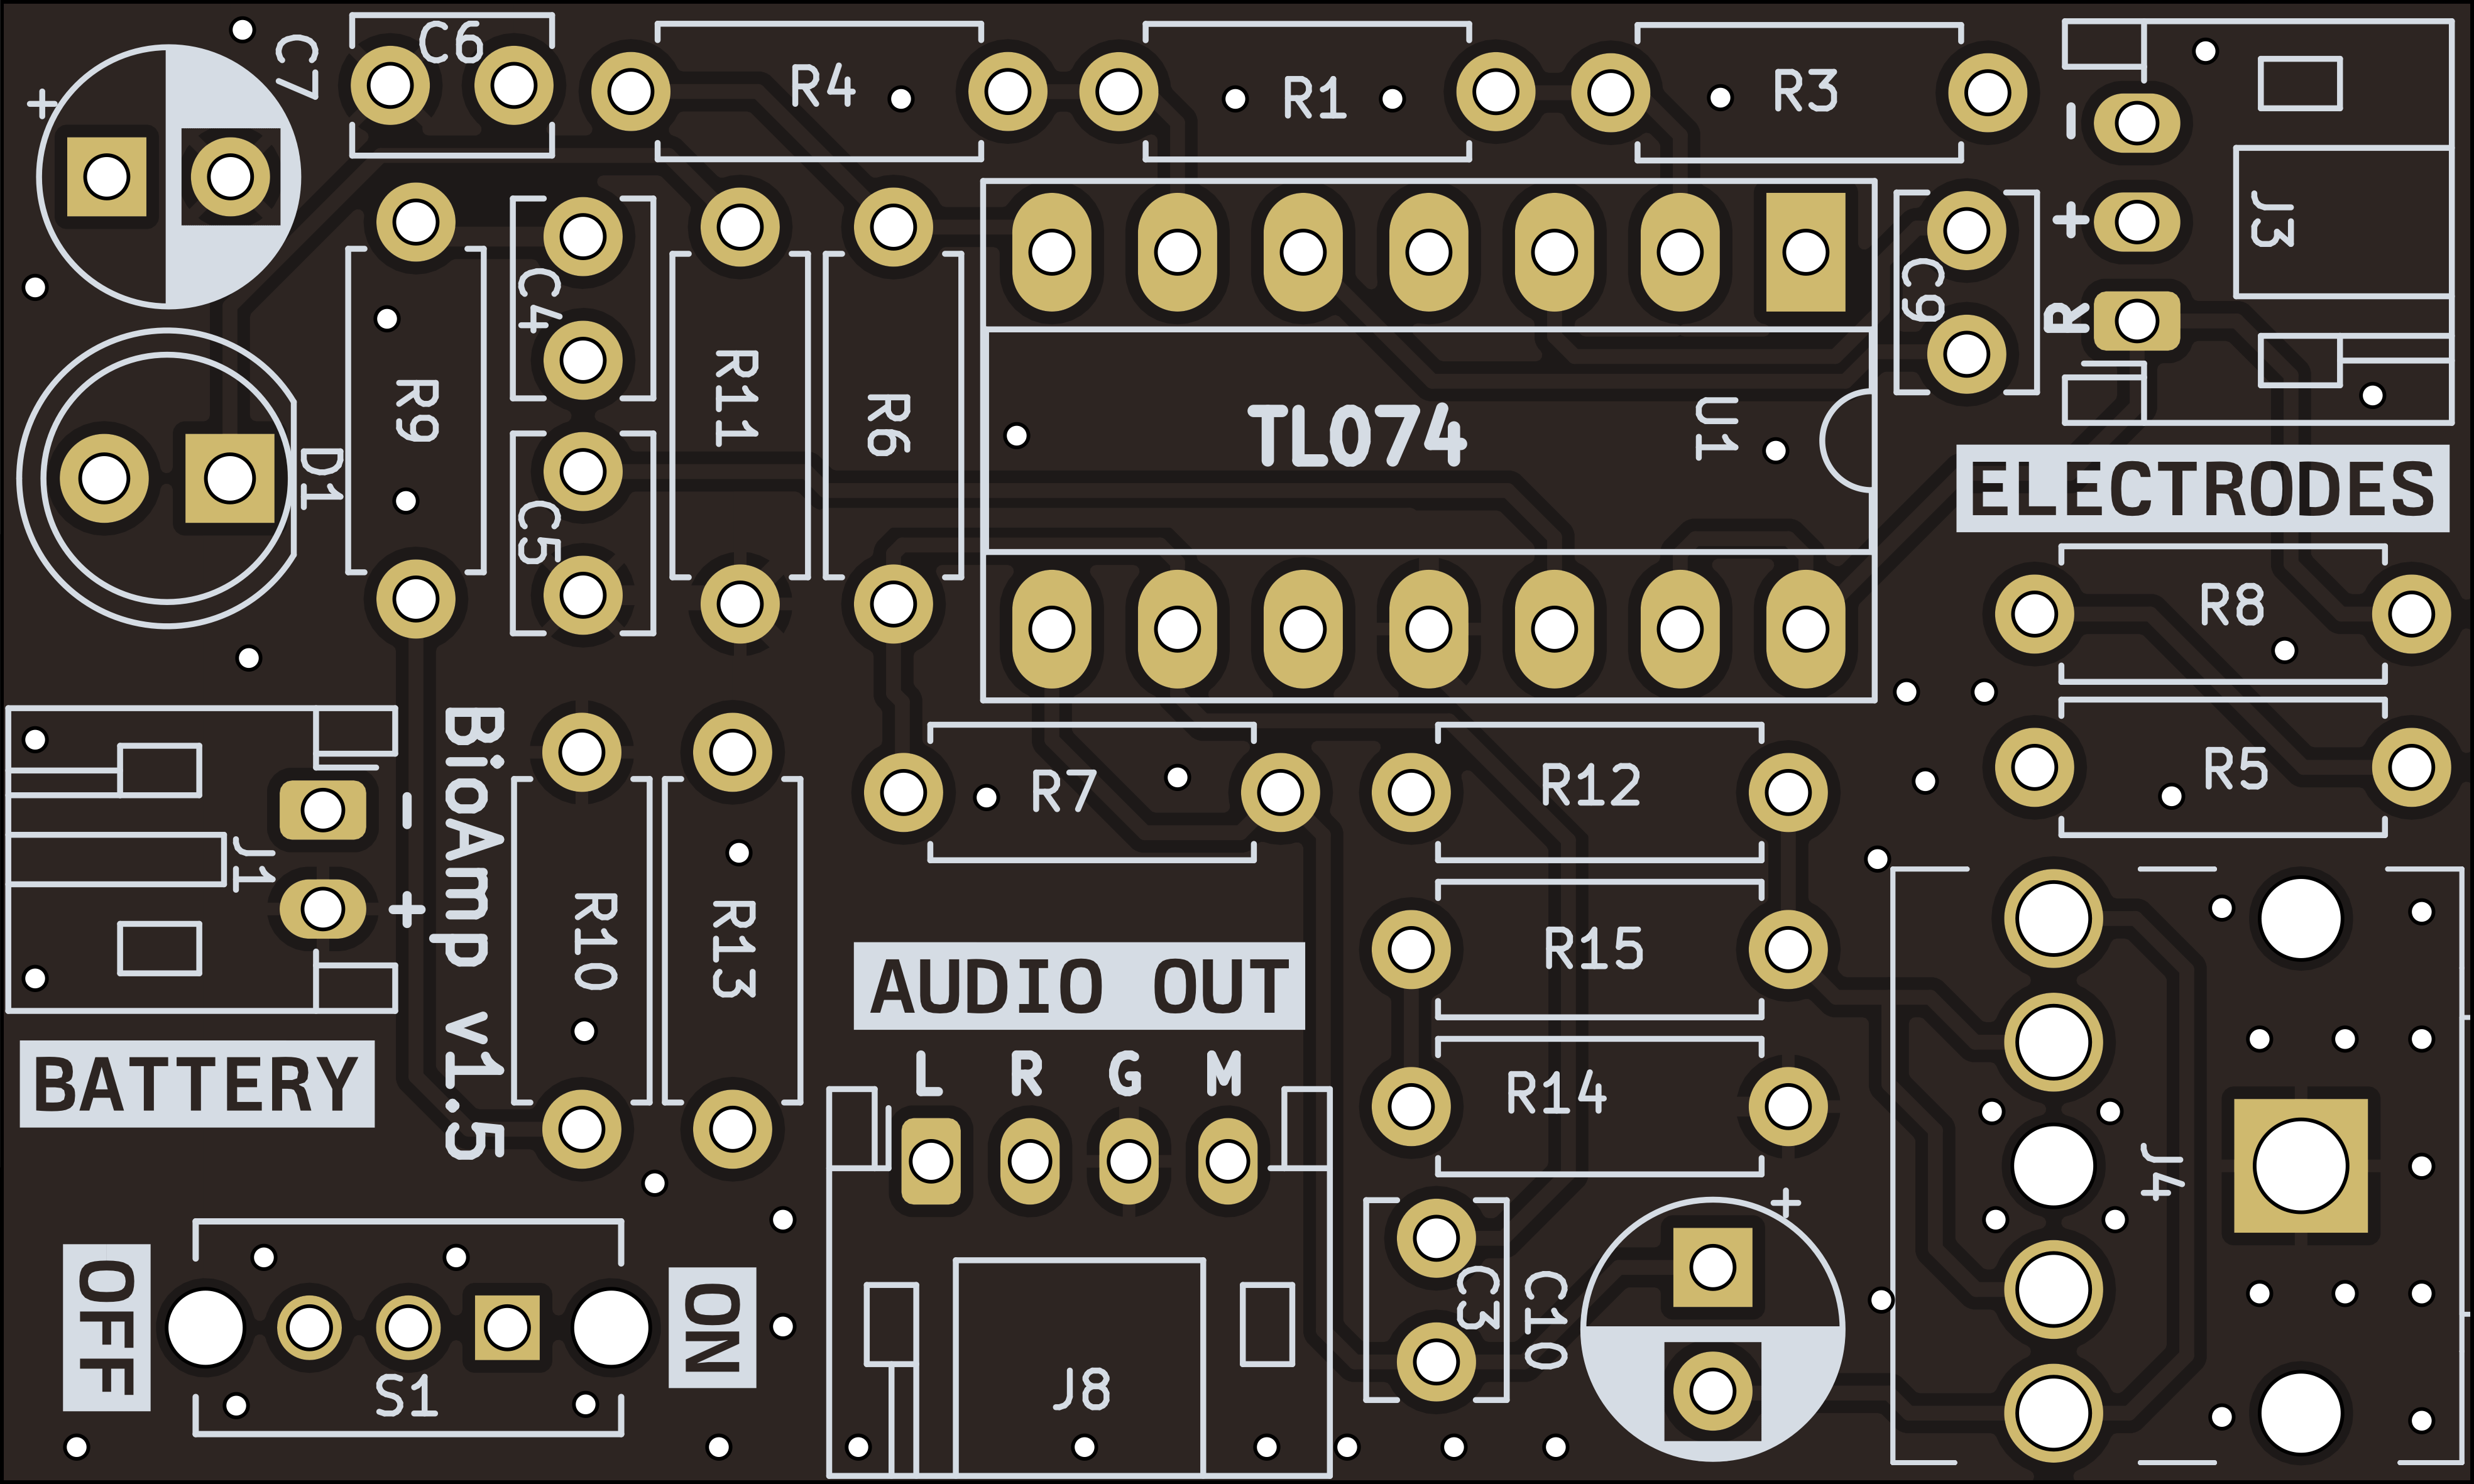 C7
C6
R4
R1
R3
-
+
J3
R
+
C4
C9
R9
R11
R6
TL074
U1
D1
C5
ELECTRODES
R8
R5
BioAmp v1.5
R7
R12
-
J1
+
R10
R13
R15
AUDIO OUT
BATTERY
L R G M
R14
J4
+
OFF
ON
C3
C10
S1
J8